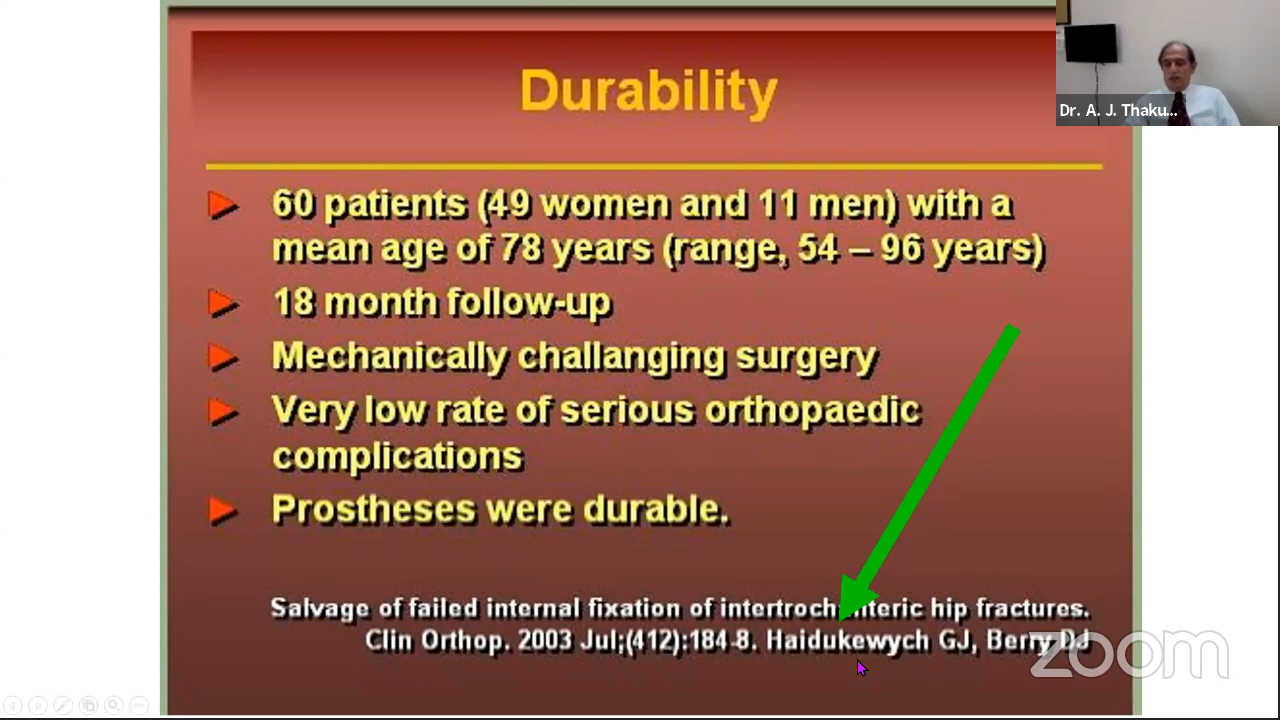 Durability
Dr. A. J. Thaku...
60 patients (49 women and 11 men) with a
mean age of 78 years (range, 54 – 96 years)
18 month follow-up
Mechanically challanging surgery
Very low rate of serious orthopaedic
complications
Prostheses were durable.
Salvage of failed internal fixation of intertroch nteric hip fractures.
Clin Orthop. 2003 Jul;(412):184-8. Haidukewych GJ, Berry DJ
zoom